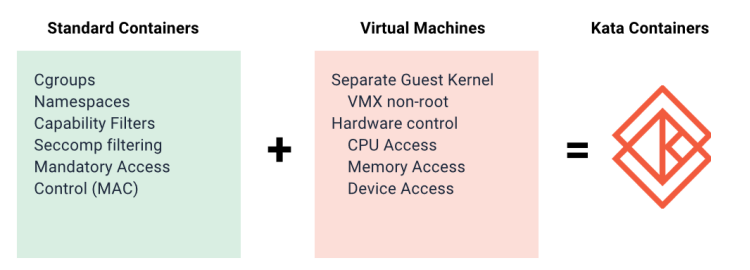 Standard Containers
Cgroups
Namespaces
Capability Filters
Seccomp filtering
Mandatory Access
Control (MAC)
+
Virtual Machines
Separate Guest Kernel
VMX non-root
Hardware control
CPU Access
Memory Access
Device Access
=
Kata Containers